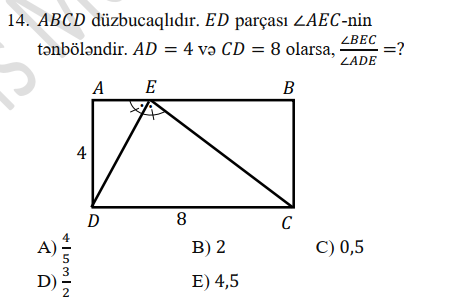 14. ABCD düzbucaqlıdır. ED parçası ∠AEC-nin
tənböləndir. AD = 4 və CD = 8 olarsa, ∠BEC/∠ADE =?
A E B
4
D 8 C
A) 4/5 B) 2 C) 0,5
D) 3/2 E) 4,5